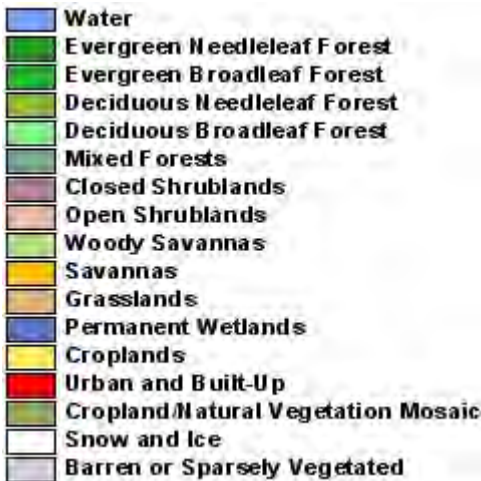 Water
Evergreen Needleleaf Forest
Evergreen Broadleaf Forest
Deciduous Needleleaf Forest
Deciduous Broadleaf Forest
Mixed Forests
Closed Shrublands
Open Shrublands
Woody Savannas
Savannas
Grasslands
Permanent Wetlands
Croplands
Urban and Built-Up
Cropland/Natural Vegetation Mosaic
Snow and Ice
Barren or Sparsely Vegetated